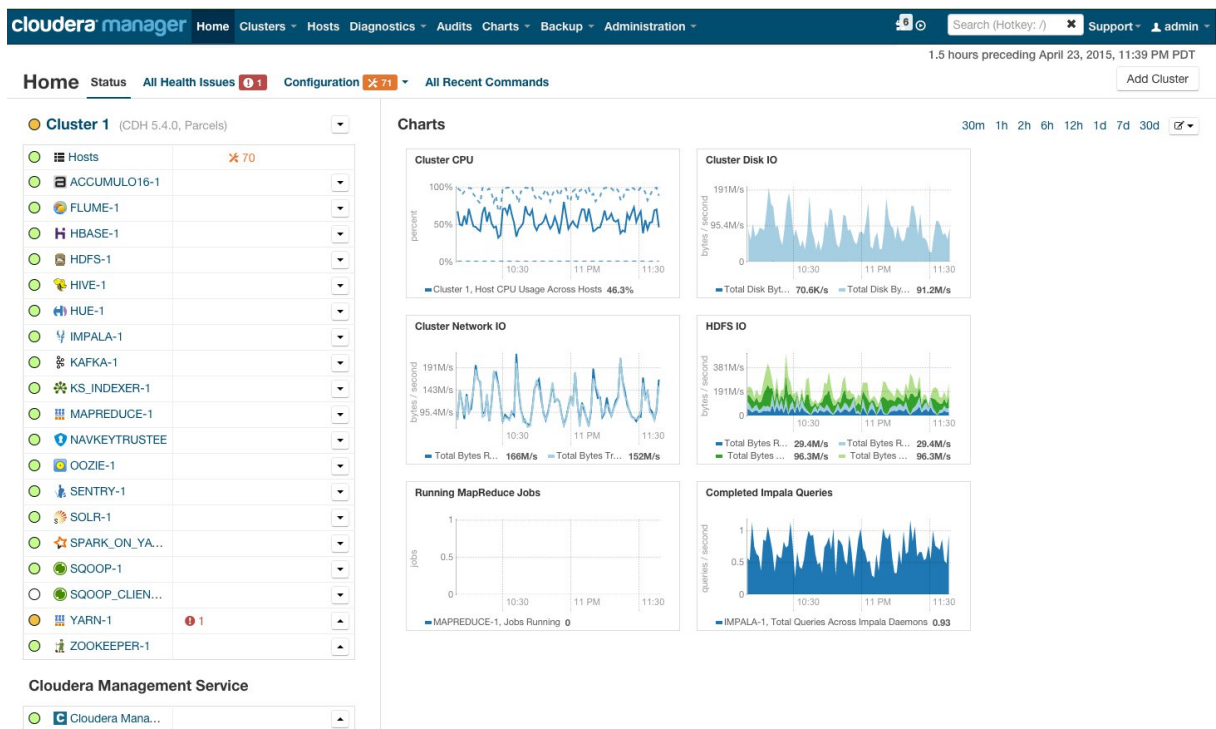 cloudera manager Home Clusters Hosts Diagnostics Audits Charts Backup Administration 6 Search (Hotkey: /) Support admin
1.5 hours preceding April 23, 2015, 11:39 PM PDT
Home Status All Health Issues 1 Configuration 71 All Recent Commands Add Cluster
Cluster 1 (CDH 5.4.0, Parcels)
Hosts 70
ACCUMULO16-1
FLUME-1
HBASE-1
HDFS-1
HIVE-1
HUE-1
IMPALA-1
KAFKA-1
KS_INDEXER-1
MAPREDUCE-1
NAVKEYTRUSTEE
OOZIE-1
SENTRY-1
SOLR-1
SPARK_ON_YA...
SQOOP-1
SQOOP_CLIEN...
YARN-1 1
ZOOKEEPER-1
Cloudera Management Service
Cloudera Mana...
Charts 30m 1h 2h 6h 12h 1d 7d 30d
Cluster CPU
percent
100%
50%
0%
10:30 11 PM 11:30
Cluster 1, Host CPU Usage Across Hosts 46.3%
Cluster Disk IO
bytes / second
191M/s
95.4M/s
0
10:30 11 PM 11:30
Total Disk Byt... 70.6K/s Total Disk By... 91.2M/s
Cluster Network IO
bytes / second
191M/s
143M/s
95.4M/s
10:30 11 PM 11:30
Total Bytes R... 166M/s Total Bytes Tr... 152M/s
HDFS IO
bytes / second
381M/s
191M/s
0
10:30 11 PM 11:30
Total Bytes R... 29.4M/s Total Bytes R... 29.4M/s
Total Bytes ... 96.3M/s Total Bytes ... 96.3M/s
Running MapReduce Jobs
jobs
1
0.5
0
10:30 11 PM 11:30
MAPREDUCE-1, Jobs Running 0
Completed Impala Queries
queries / second
1
0.5
0
10:30 11 PM 11:30
IMPALA-1, Total Queries Across Impala Daemons 0.93